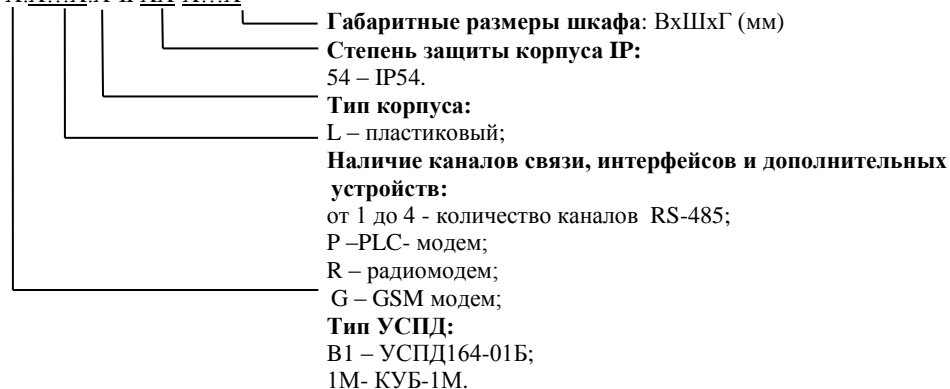 Габаритные размеры шкафа: ВхШхГ (мм)
Степень защиты корпуса IP:
54 – IP54.
Тип корпуса:
L – пластиковый;
Наличие каналов связи, интерфейсов и дополнительных
устройств:
от 1 до 4 - количество каналов RS-485;
P –PLC- модем;
R – радиомодем;
G – GSM модем;
Тип УСПД:
В1 – УСПД164-01Б;
1М- КУБ-1М.